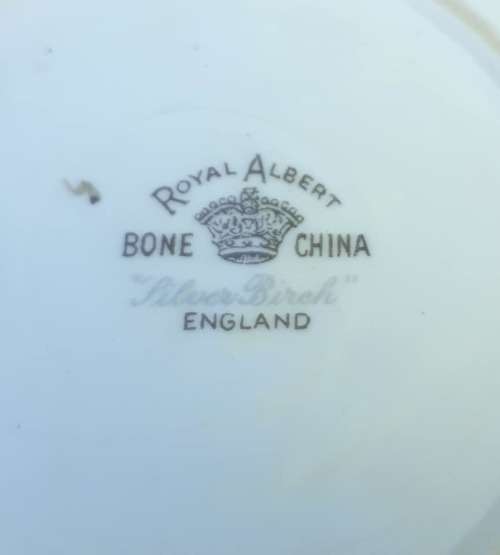 ROYAL ALBERT
BONE CHINA
"Silver Birch"
ENGLAND